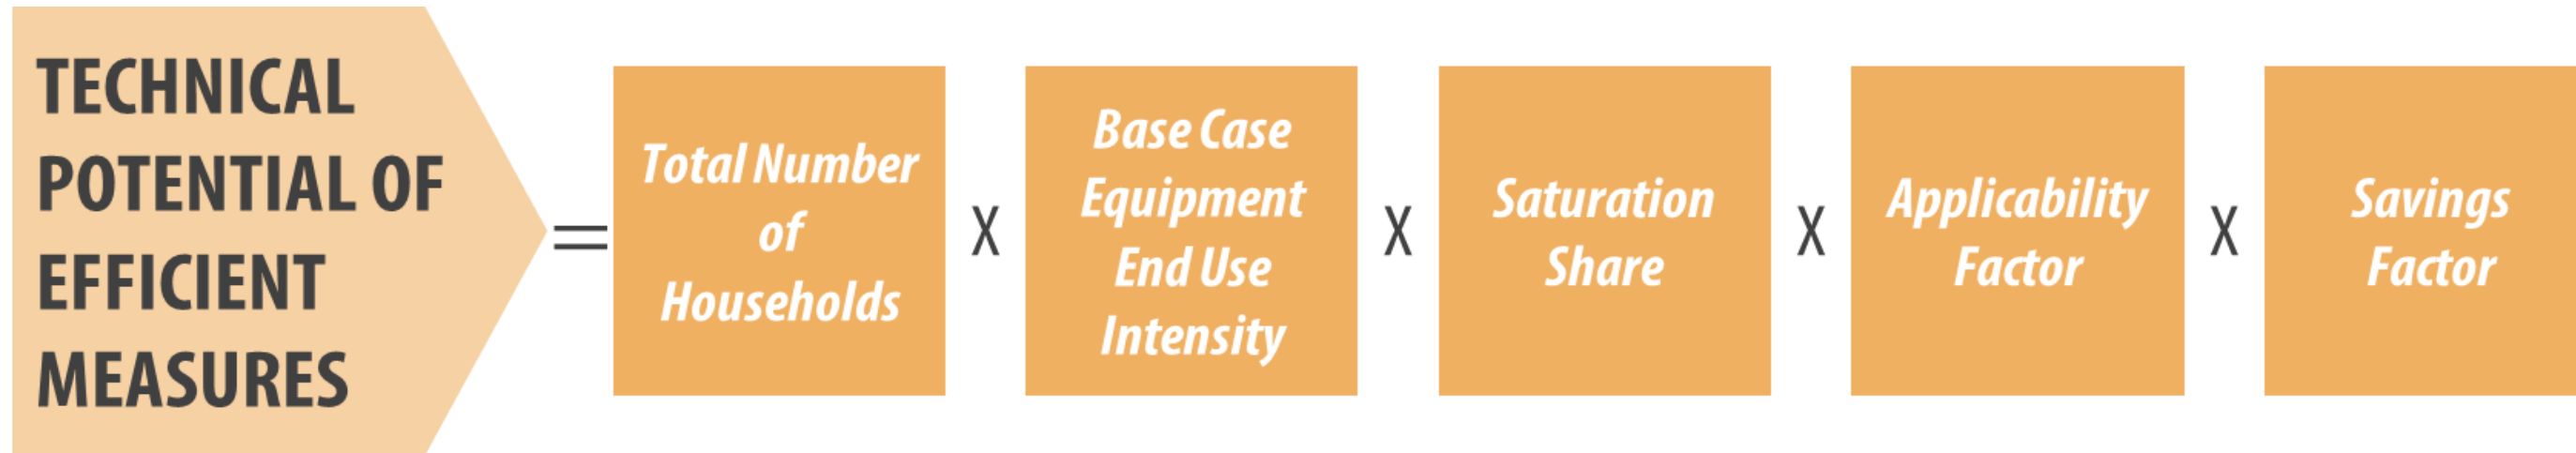 TECHNICAL
POTENTIAL OF
EFFICIENT
MEASURES
=
Total Number
of
Households
X
Base Case
Equipment
End Use
Intensity
X
Saturation
Share
X
Applicability
Factor
X
Savings
Factor